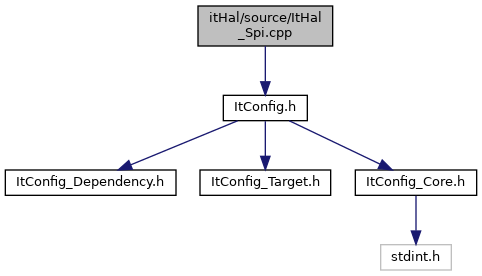 itHal/source/ItHal
_Spi.cpp
ItConfig.h
ItConfig_Dependency.h
ItConfig_Target.h
ItConfig_Core.h
stdint.h